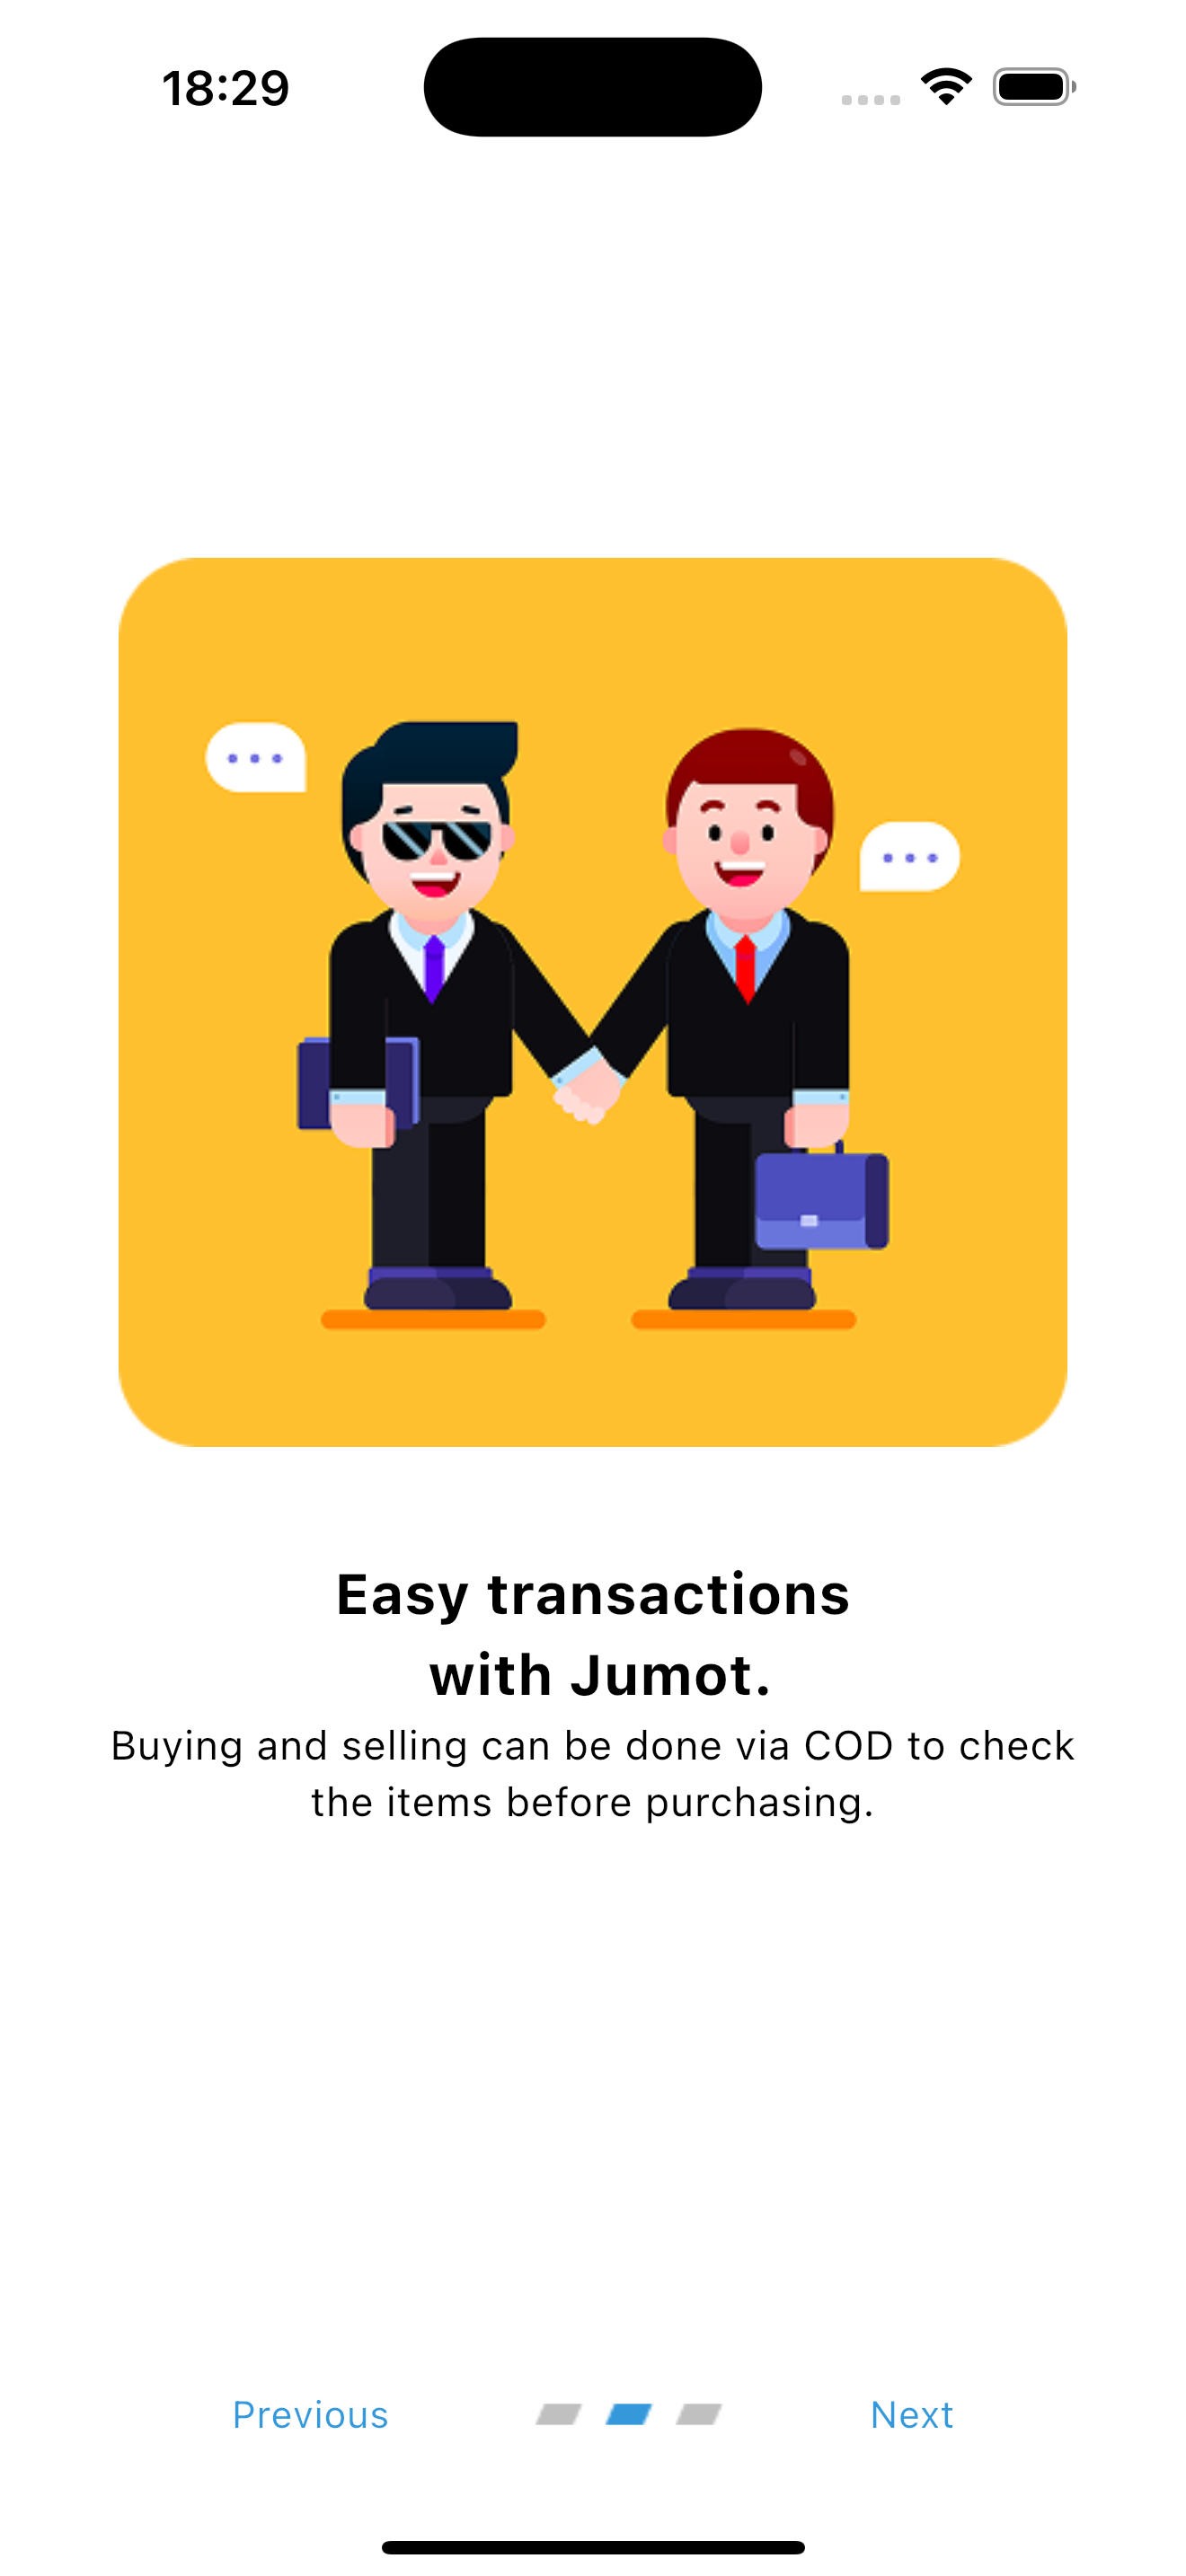 18:29
Easy transactions
with Jumot.
Buying and selling can be done via COD to check
the items before purchasing.
Previous
Next